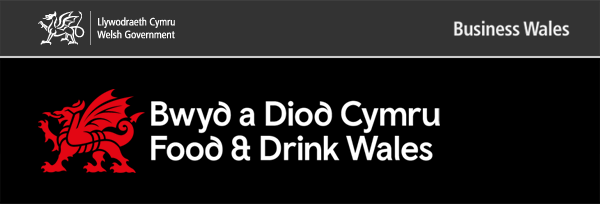 Llywodraeth Cymru
Welsh Government
Business Wales
Bwyd a Diod Cymru
Food & Drink Wales